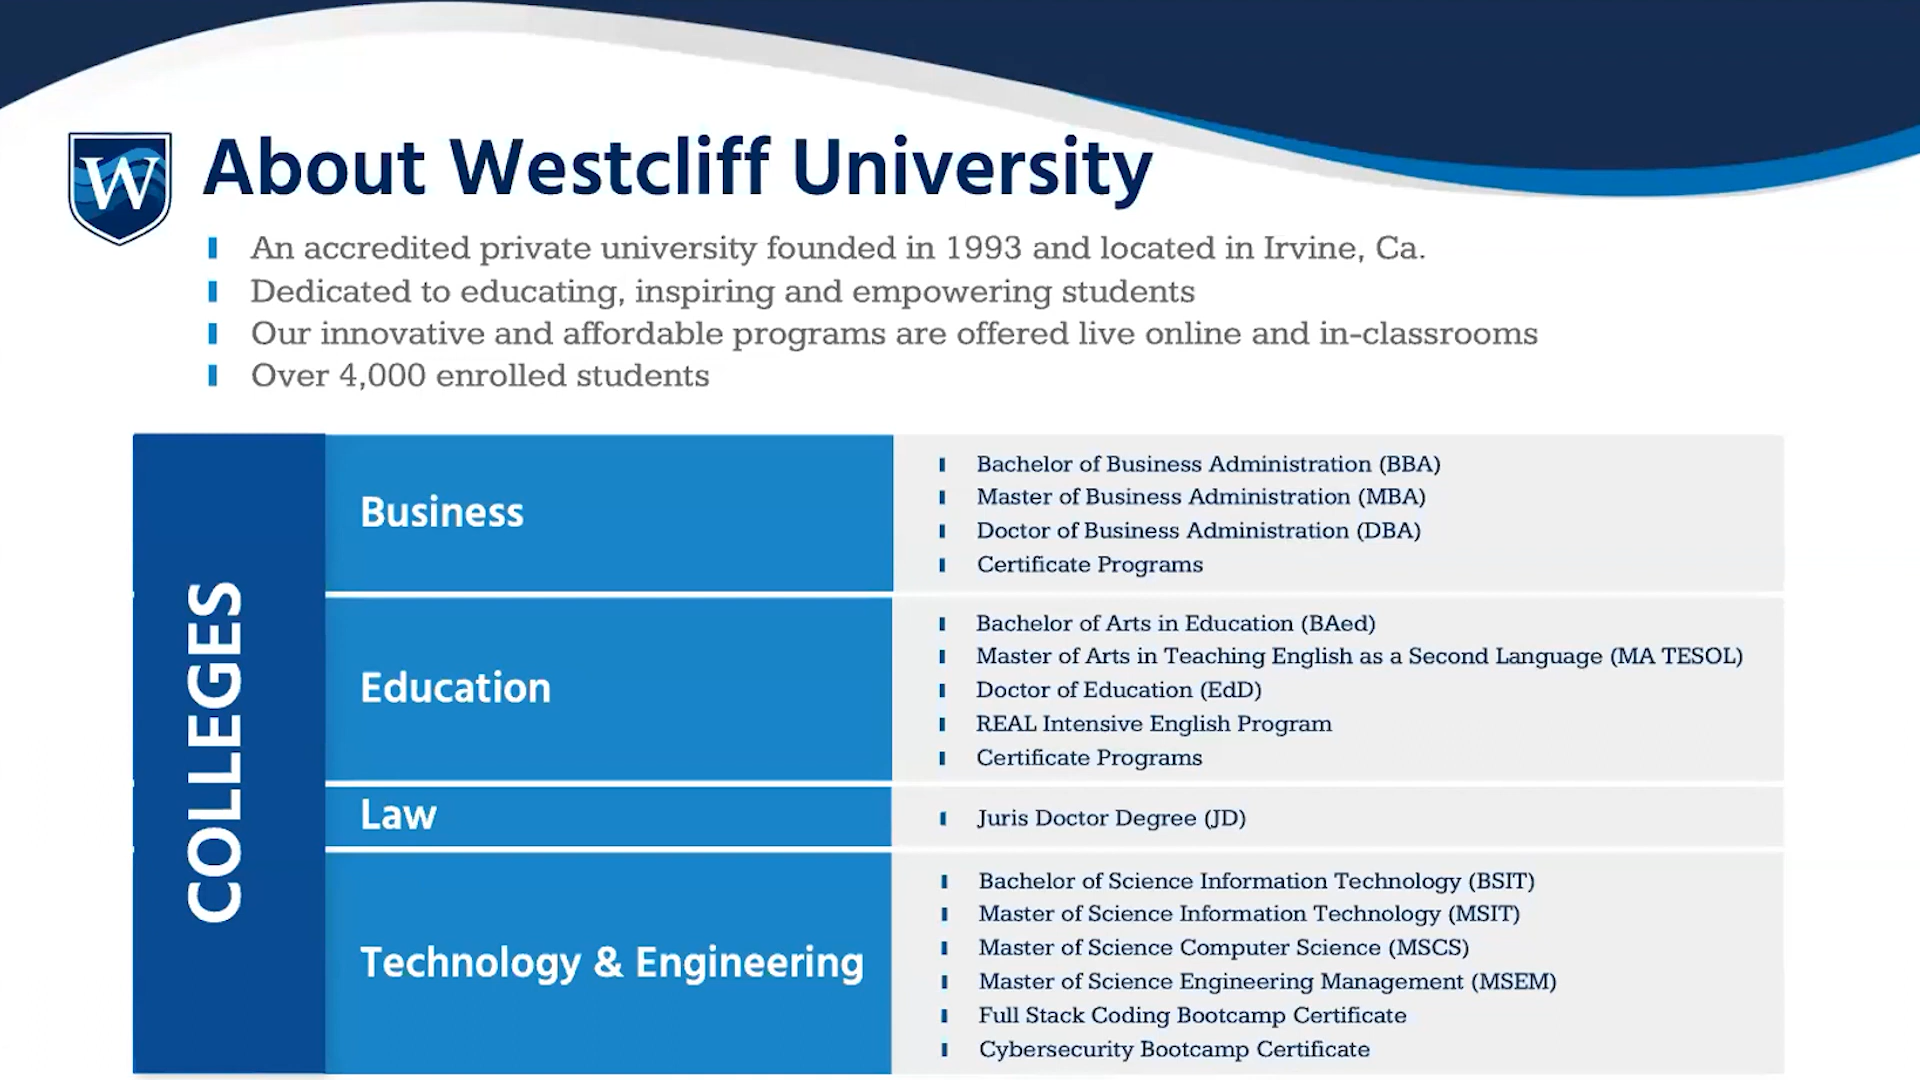 W
About Westcliff University
An accredited private university founded in 1993 and located in Irvine, Ca.
Dedicated to educating, inspiring and empowering students
Our innovative and affordable programs are offered live online and in-classrooms
Over 4,000 enrolled students
COLLEGES
Business
Bachelor of Business Administration (BBA)
Master of Business Administration (MBA)
Doctor of Business Administration (DBA)
Certificate Programs
Education
Bachelor of Arts in Education (BAed)
Master of Arts in Teaching English as a Second Language (MA TESOL)
Doctor of Education (EdD)
REAL Intensive English Program
Certificate Programs
Law
Juris Doctor Degree (JD)
Technology & Engineering
Bachelor of Science Information Technology (BSIT)
Master of Science Information Technology (MSIT)
Master of Science Computer Science (MSCS)
Master of Science Engineering Management (MSEM)
Full Stack Coding Bootcamp Certificate
Cybersecurity Bootcamp Certificate